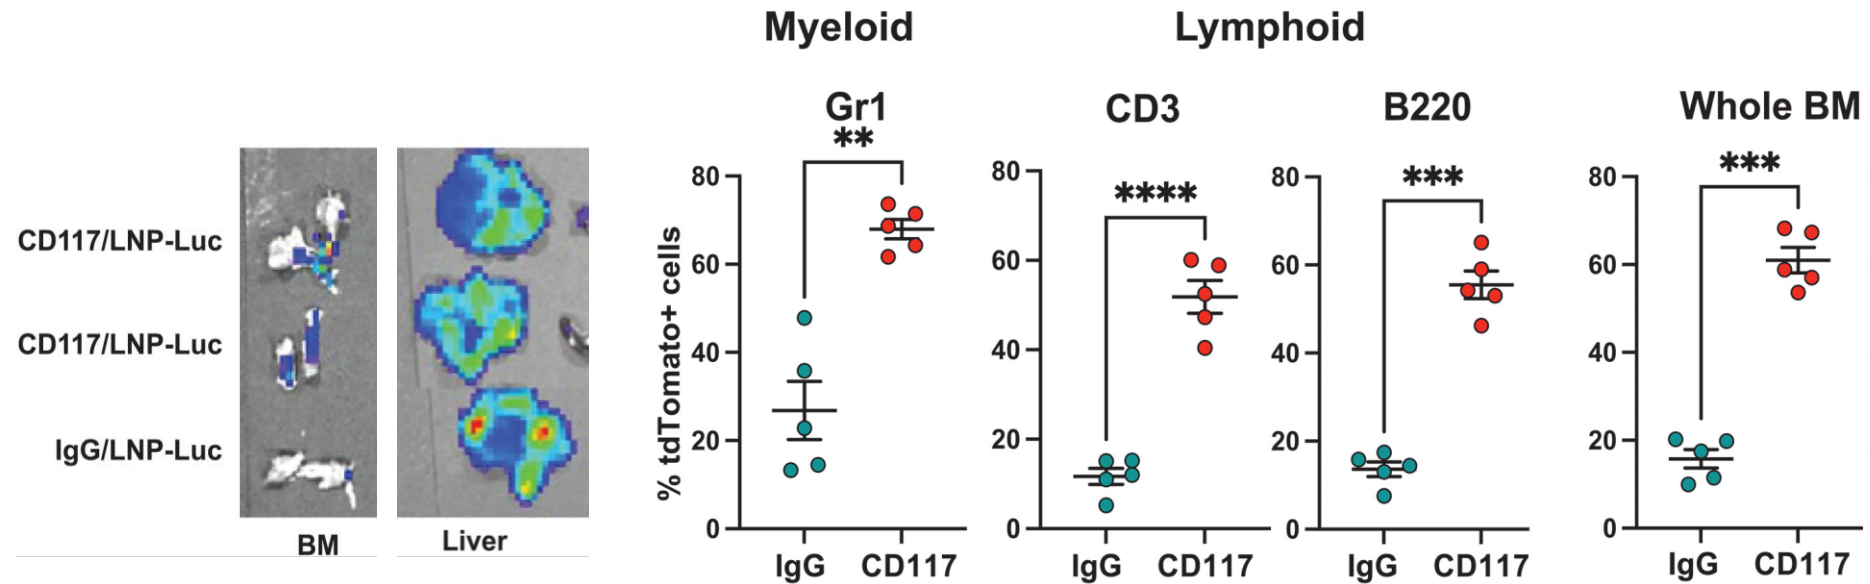 CD117/LNP-Luc
CD117/LNP-Luc
IgG/LNP-Luc
BM
Liver
Myeloid
Lymphoid
Gr1
**
% tdTomato+ cells
80
60
40
20
0
IgG
CD117
CD3
****
80
60
40
20
0
IgG
CD117
B220
***
80
60
40
20
0
IgG
CD117
Whole BM
***
80
60
40
20
0
IgG
CD117